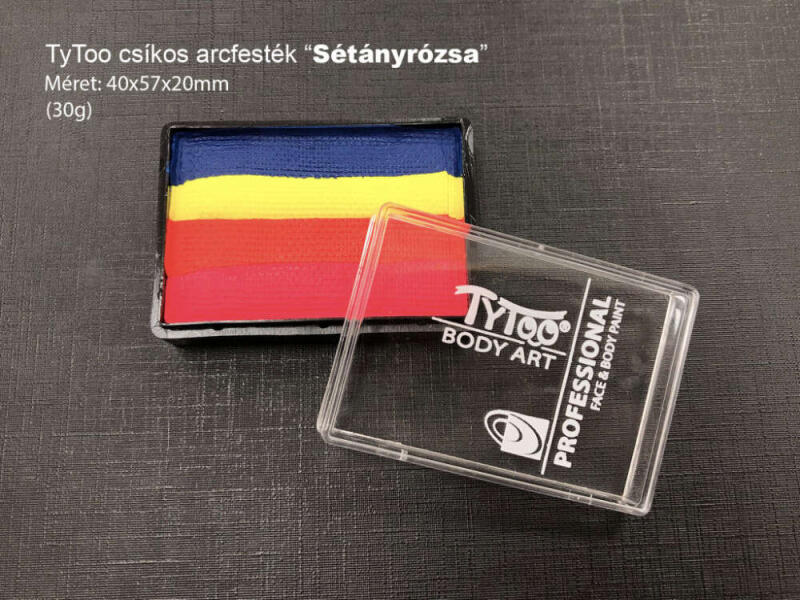 TyToo csíkos arcfesték “Sétányrózsa”
Méret: 40x57x20mm
(30g)
TyToo®
BODY ART
PROFESSIONAL
FACE & BODY PAINT